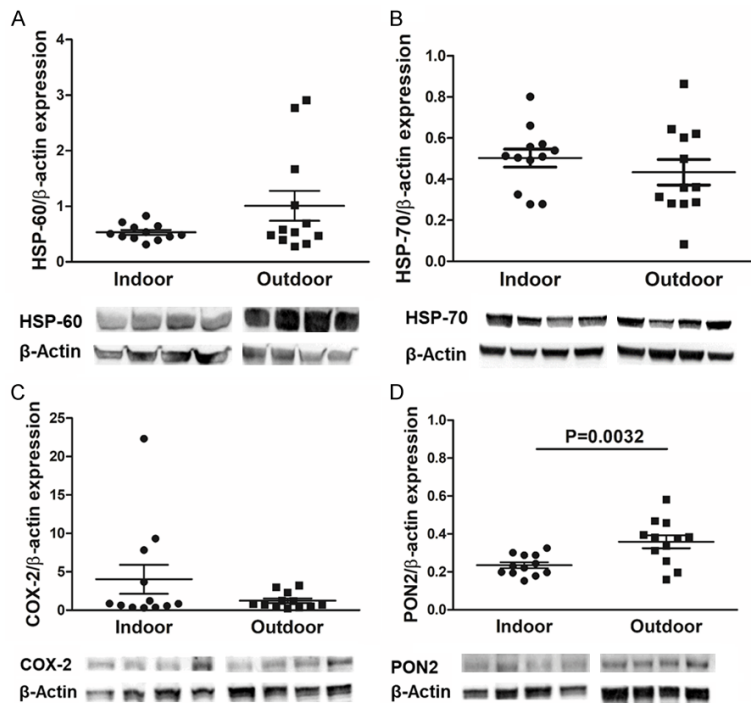 A
HSP-60/β-actin expression
4
3
2
1
0
Indoor Outdoor
HSP-60
β-Actin
B
HSP-70/β-actin expression
1.0
0.8
0.6
0.4
0.2
0.0
Indoor Outdoor
HSP-70
β-Actin
C
COX-2/β-actin expression
25
20
15
10
5
0
Indoor Outdoor
COX-2
β-Actin
D
PON2/β-actin expression
1.0
0.8
0.6
0.4
0.2
0.0
P=0.0032
Indoor Outdoor
PON2
β-Actin